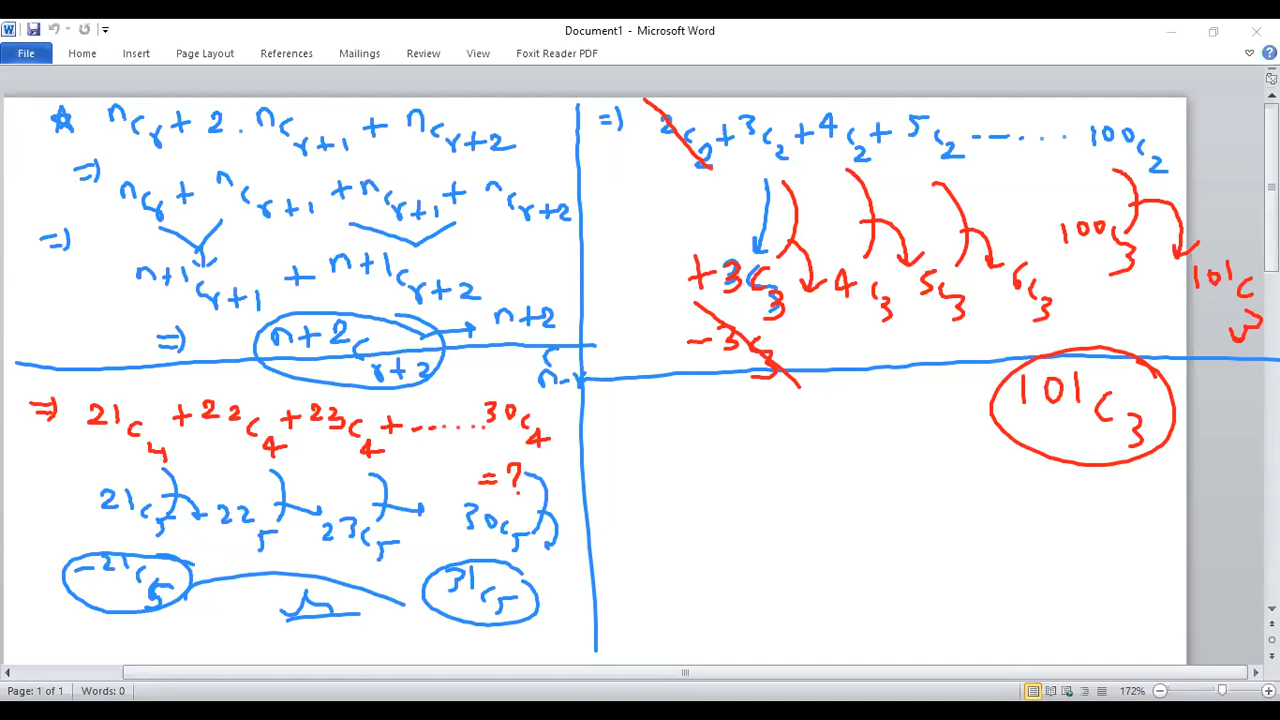 Document1 - Microsoft Word
File Home Insert Page Layout References Mailings Review View Foxit Reader PDF
nCr + 2 . nCr+1 + nCr+2
=) nCr + nCr+1 + nCr+1 + nCr+2
=) n+1Cr+1 + n+1Cr+2
=) n+2Cr+2 → n+2
n-r
=) 21C4 + 22C4 + 23C4 + ...... 30C4
= ?
21C5 22 5 23C5 30C5
-21C5 31C5
=) 2C2 + 3C2 + 4C2 + 5C2 ------ 100C2
100C3
+3C3 4C3 5C3 6C3 101C3
-3C3
101C3
Page: 1 of 1 Words: 0 172%